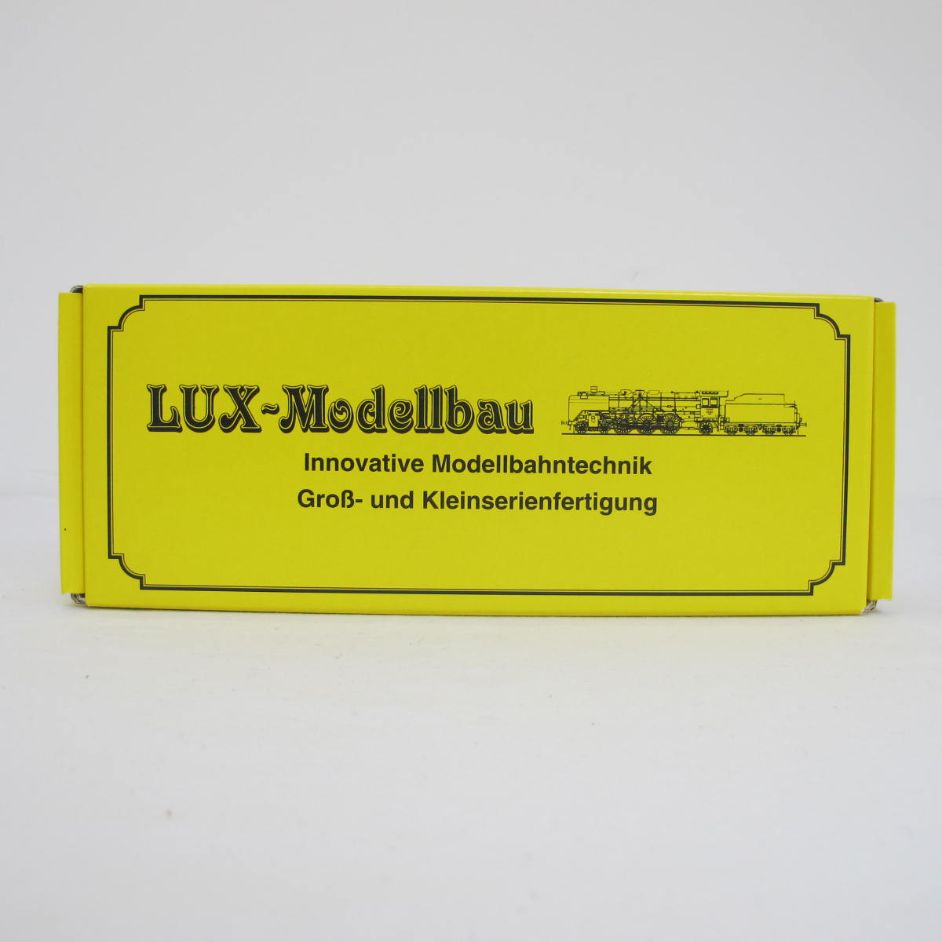 LUX-Modellbau
Innovative Modellbahntechnik
Groß- und Kleinserienfertigung